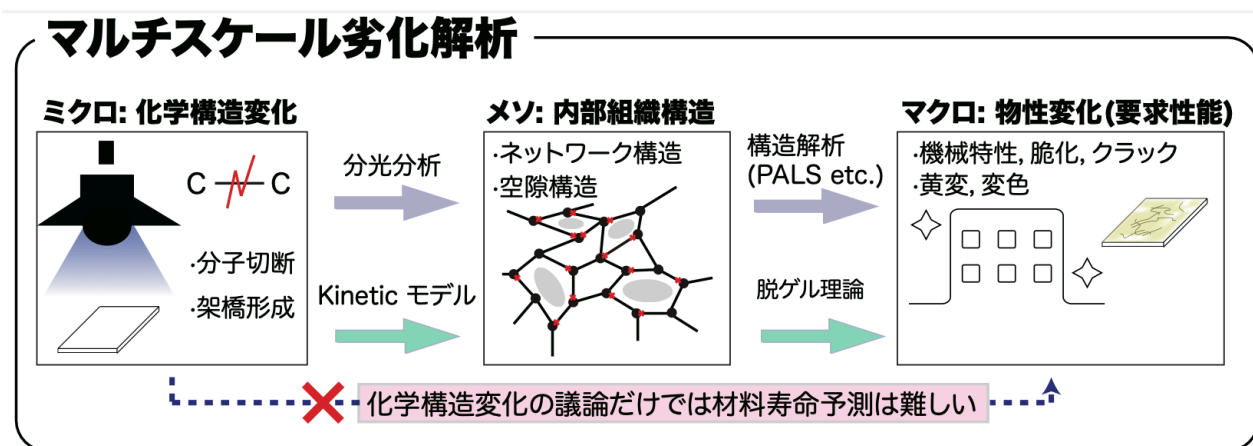 マルチスケール劣化解析
ミクロ: 化学構造変化
C C
·分子切断
·架橋形成
分光分析
Kinetic モデル
メソ: 内部組織構造
·ネットワーク構造
·空隙構造
構造解析
(PALS etc.)
脱ゲル理論
マクロ: 物性変化(要求性能)
·機械特性, 脆化, クラック
·黄変, 変色
化学構造変化の議論だけでは材料寿命予測は難しい